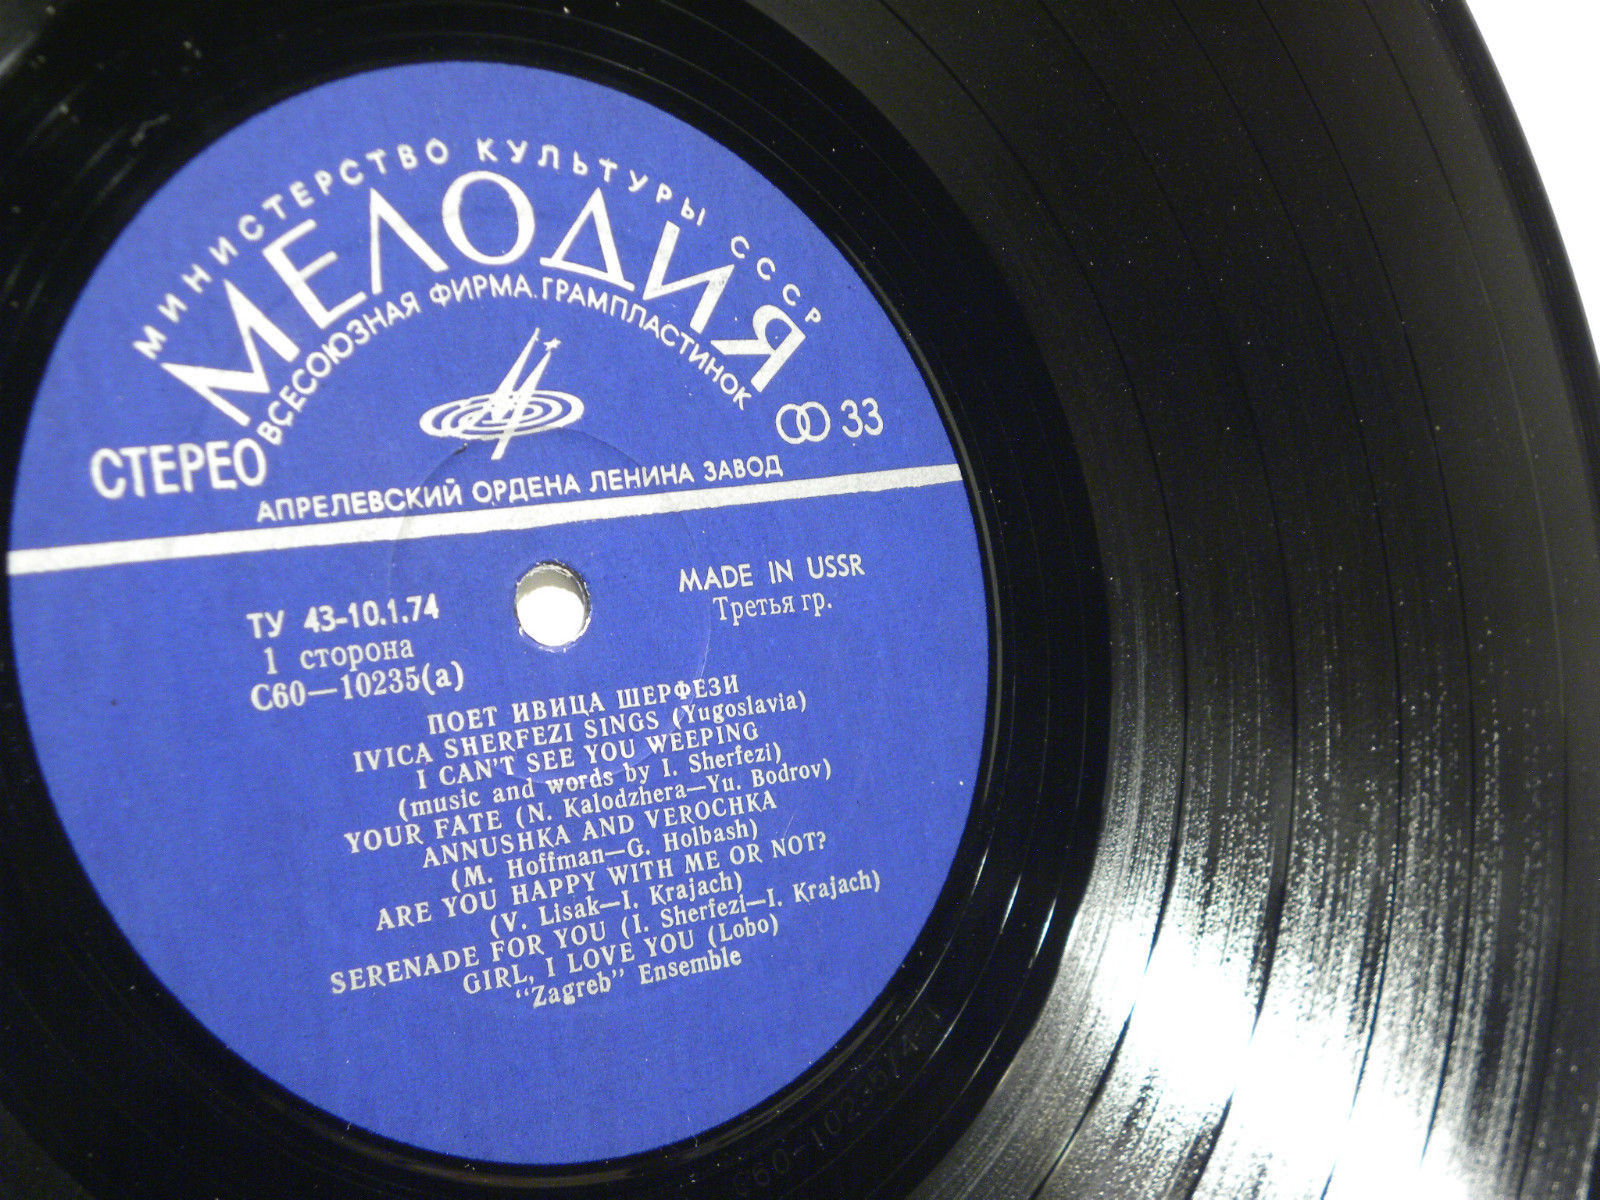 МИНИСТЕРСТВО КУЛЬТУРЫ СССР
МЕЛОДИЯ
ВСЕСОЮЗНАЯ ФИРМА ГРАМПЛАСТИНОК
СТЕРЕО
33
АПРЕЛЕВСКИЙ ОРДЕНА ЛЕНИНА ЗАВОД
ТУ 43-10.1.74
MADE IN USSR
1 сторона
Третья гр.
С60—10235(а)
ПОЕТ ИВИЦА ШЕРФЕЗИ
IVICA SHERFEZI SINGS (Yugoslavia)
I CAN'T SEE YOU WEEPING
(music and words by I. Sherfezi)
YOUR FATE (N. Kalodzhera—Yu. Bodrov)
ANNUSHKA AND VEROCHKA
(M. Hoffman—G. Holbash)
ARE YOU HAPPY WITH ME OR NOT?
(V. Lisak—I. Krajach)
SERENADE FOR YOU (I. Sherfezi—I. Krajach)
GIRL, I LOVE YOU (Lobo)
“Zagreb” Ensemble